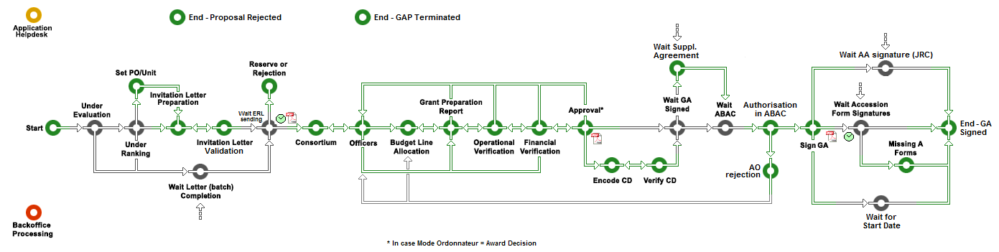 Application
Helpdesk
End - Proposal Rejected
End - GAP Terminated
Set PO/Unit
Reserve or
Rejection
Invitation Letter
Preparation
Under
Evaluation
Wait ERL
sending
PDF
Start
Under
Ranking
Invitation Letter
Validation
Consortium
Wait Letter (batch)
Completion
Officers
Budget Line
Allocation
Grant Preparation
Report
Operational
Verification
Financial
Verification
Approval*
PDF
Encode CD
Verify CD
Wait Suppl.
Agreement
Wait GA
Signed
Wait
ABAC
Authorisation
in ABAC
AO
rejection
Wait AA signature (JRC)
Wait Accession
Form Signatures
PDF
Sign GA
Missing A
Forms
End - GA
Signed
Wait for
Start Date
Backoffice
Processing
* In case Mode Ordonnateur = Award Decision